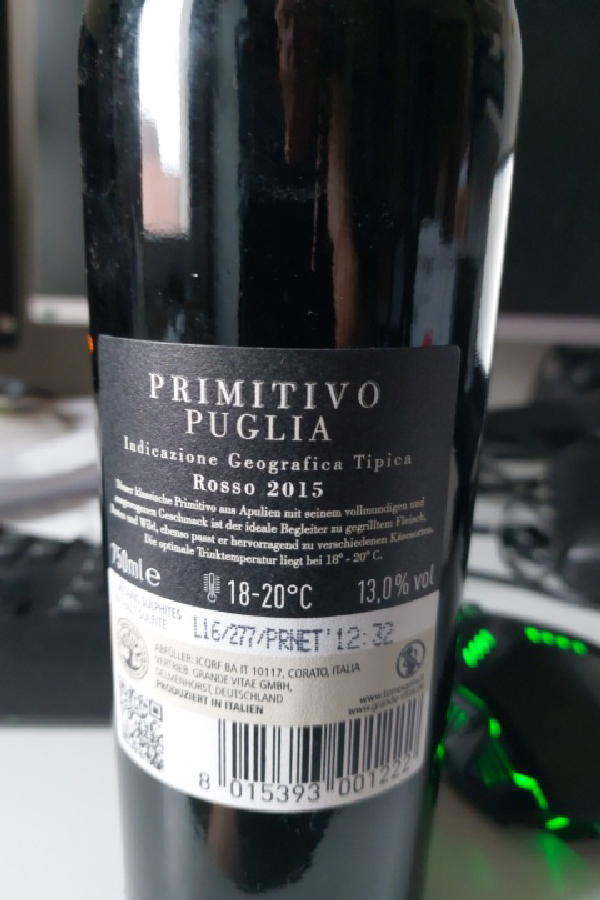 PRIMITIVO
PUGLIA
Indicazione Geografica Tipica
Rosso 2015
Dieser klassische Primitivo aus Apulien mit seinem vollmundigen und
ausgewogenen Geschmack ist der ideale Begleiter zu gegrilltem Fleisch,
und Wild, ebenso passt er hervorragend zu verschiedenen Käsesorten.
Die optimale Trinktemperatur liegt bei 18° - 20° C.
750ml e
18-20°C
13,0% vol
SULPHITES
SULFITE
L16/277/PRNET 12:32
ABFÜLLER: ICORF BA IT 10117, CORATO, ITALIA
VERTRIEB: GRANDE VITAE GMBH,
DELMENHORST, DEUTSCHLAND
PRODUZIERT IN ITALIEN
8 015393 001222